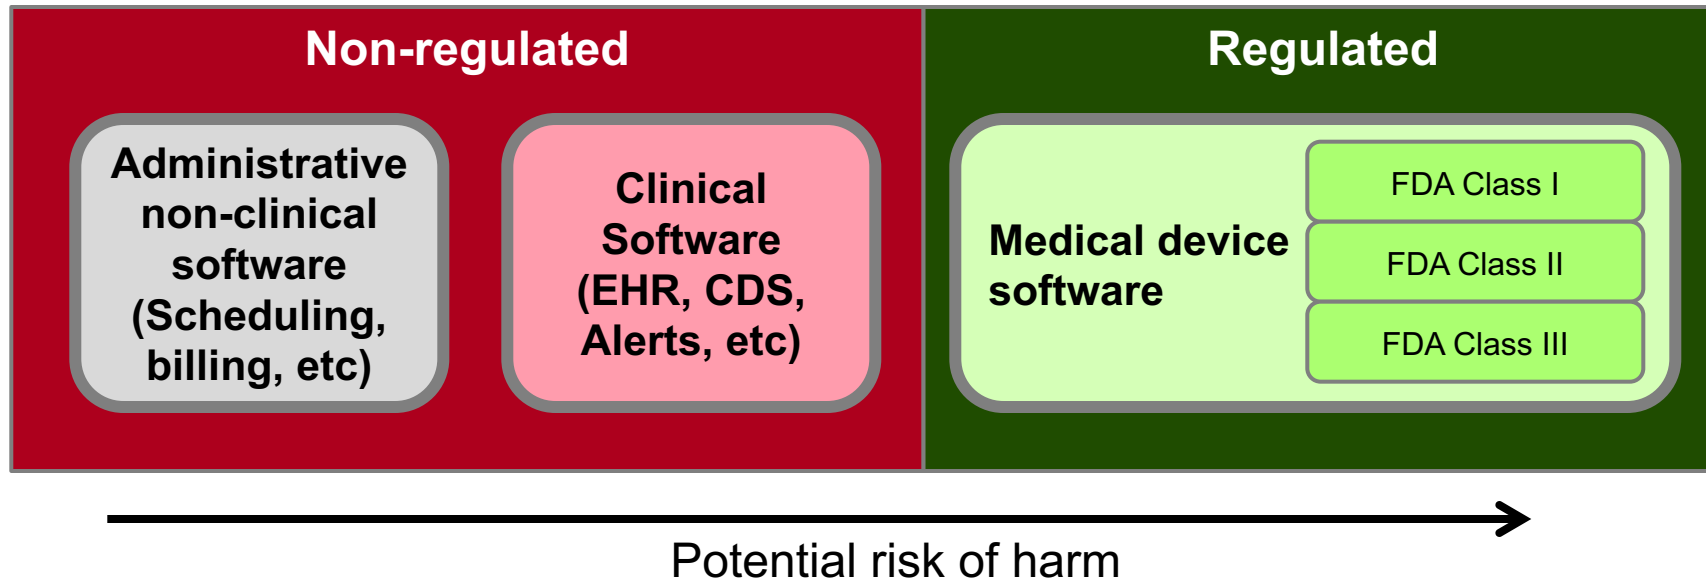 Non-regulated
Regulated
Administrative
non-clinical
software
(Scheduling,
billing, etc)
Clinical
Software
(EHR, CDS,
Alerts, etc)
Medical device
software
FDA Class I
FDA Class II
FDA Class III
Potential risk of harm